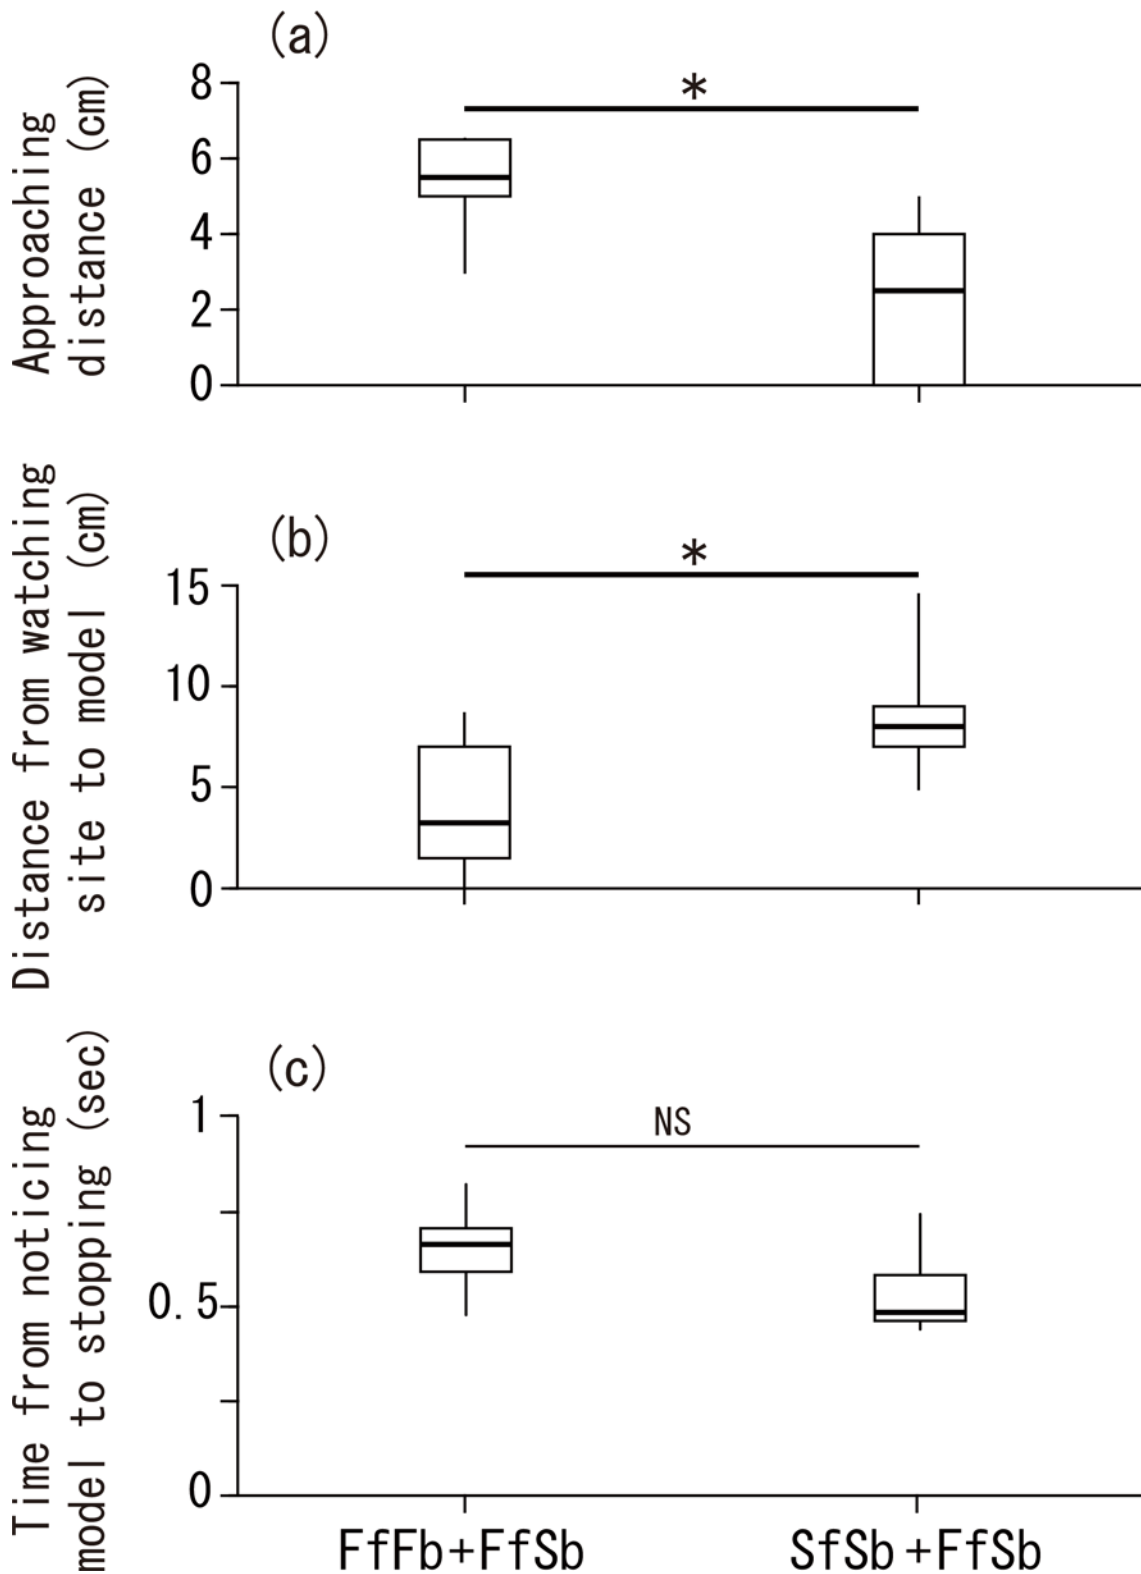 (a)
Approaching
distance (cm)
8
6
4
2
0
*
(b)
Distance from watching
site to model (cm)
15
10
5
0
*
(c)
Time from noticing
model to stopping (sec)
1
0.5
0
NS
FfFb+FfSb
SfSb+FfSb